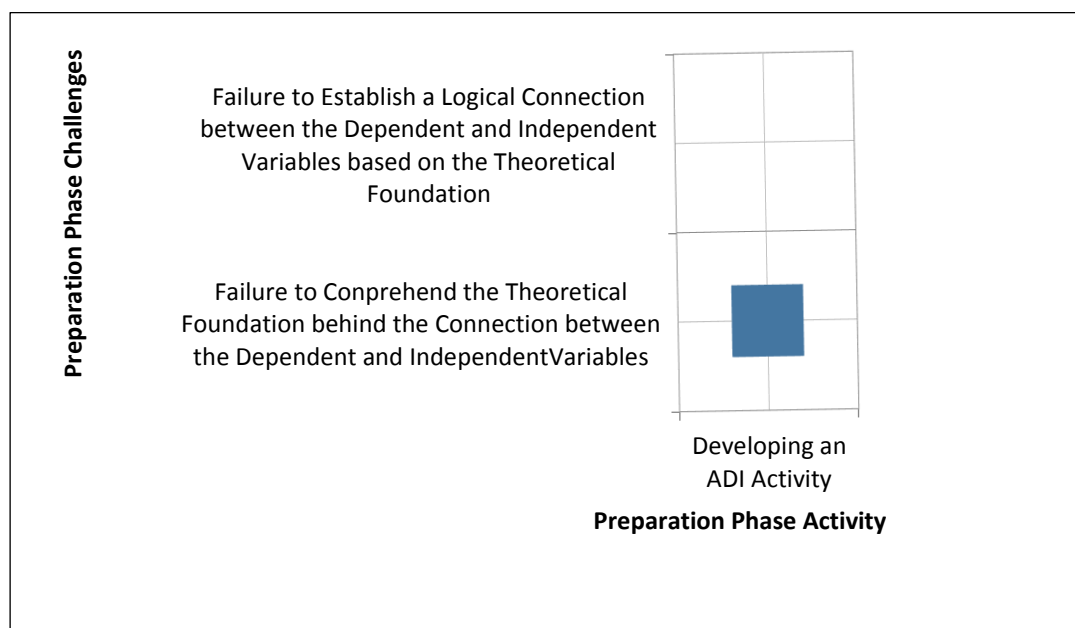 Preparation Phase Challenges
Failure to Establish a Logical Connection
between the Dependent and Independent
Variables based on the Theoretical
Foundation
Failure to Conprehend the Theoretical
Foundation behind the Connection between
the Dependent and IndependentVariables
Developing an
ADI Activity
Preparation Phase Activity